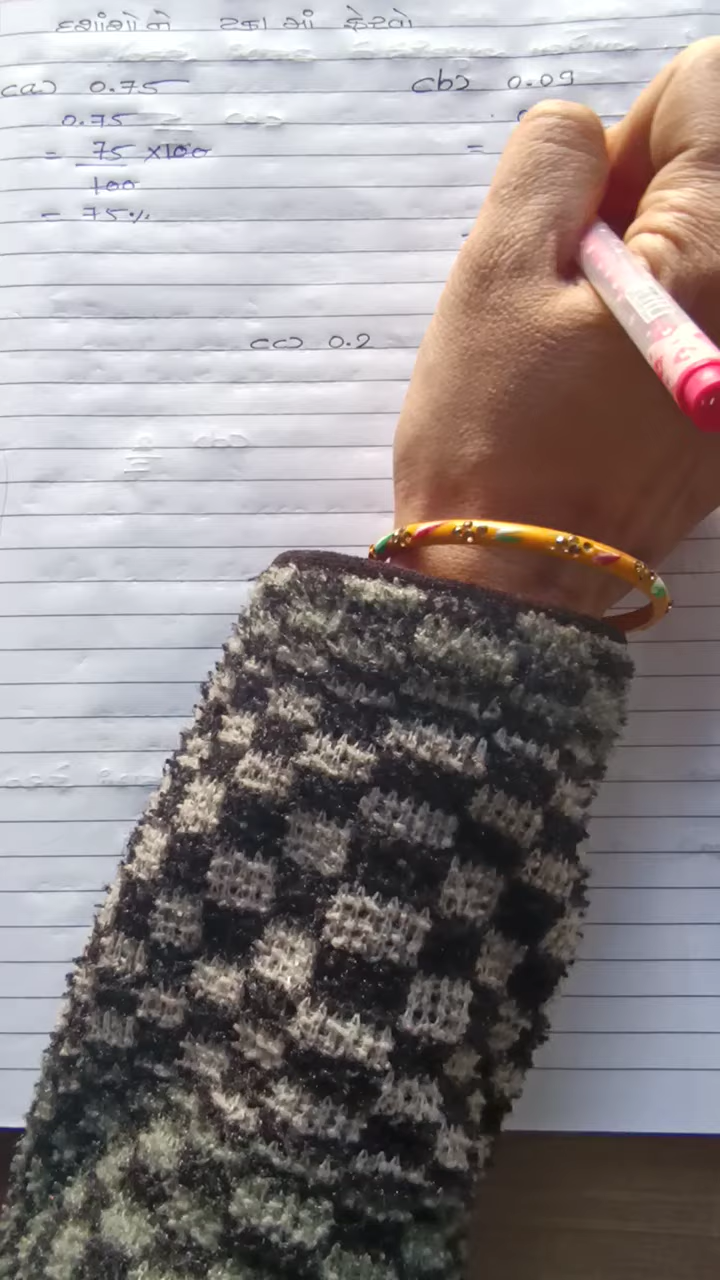 દશાંશોને ટકામાં ફેરવો
(a) 0.75
(b) 0.09
0.75
= 75 ×100
=
100
= 75%
(c) 0.2